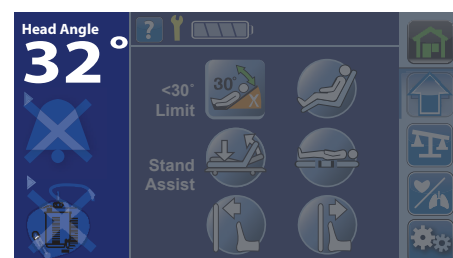 Head Angle
32°
?
30°
X
<30°
Limit
Stand
Assist